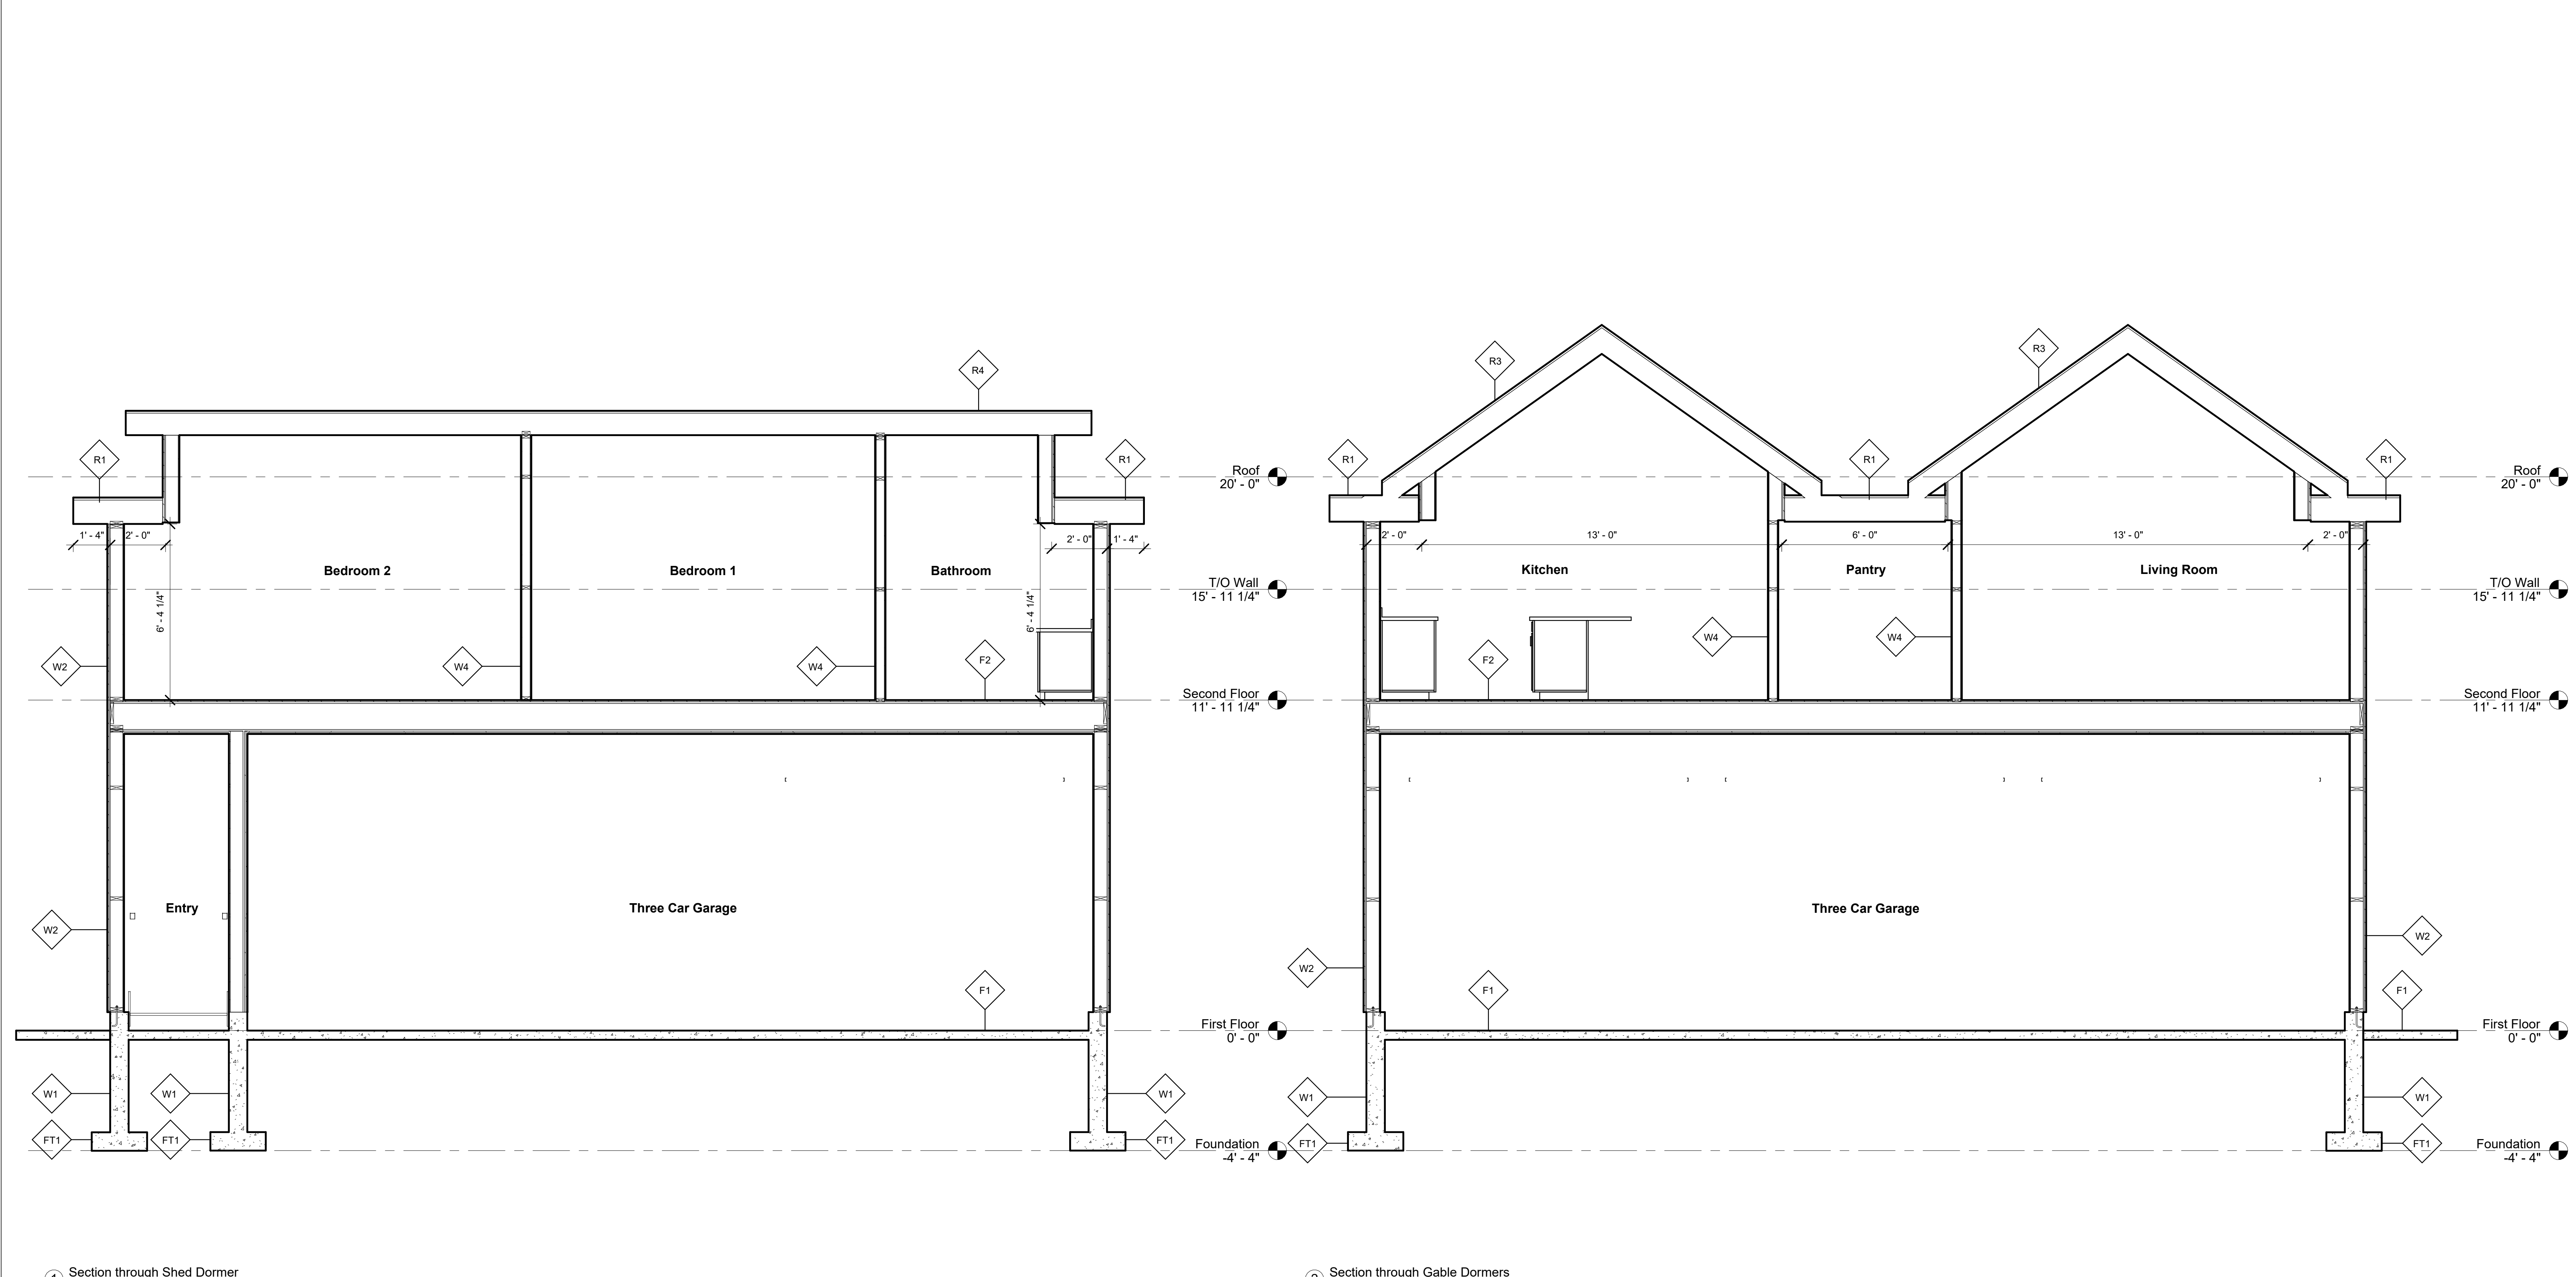 R4
R1
R1
Roof
20' - 0"
1' - 4"
2' - 0"
2' - 0"
1' - 4"
Bedroom 2
Bedroom 1
Bathroom
T/O Wall
15' - 11 1/4"
6' - 4 1/4"
6' - 4 1/4"
W2
W4
W4
F2
Second Floor
11' - 11 1/4"
Entry
Three Car Garage
W2
F1
First Floor
0' - 0"
W1
W1
W1
FT1
FT1
FT1
Foundation
-4' - 4"
1 Section through Shed Dormer
R3
R3
R1
R1
R1
Roof
20' - 0"
2' - 0"
13' - 0"
6' - 0"
13' - 0"
2' - 0"
Kitchen
Pantry
Living Room
T/O Wall
15' - 11 1/4"
W4
W4
F2
Second Floor
11' - 11 1/4"
Three Car Garage
W2
W2
F1
F1
First Floor
0' - 0"
W1
W1
FT1
FT1
Foundation
-4' - 4"
2 Section through Gable Dormers